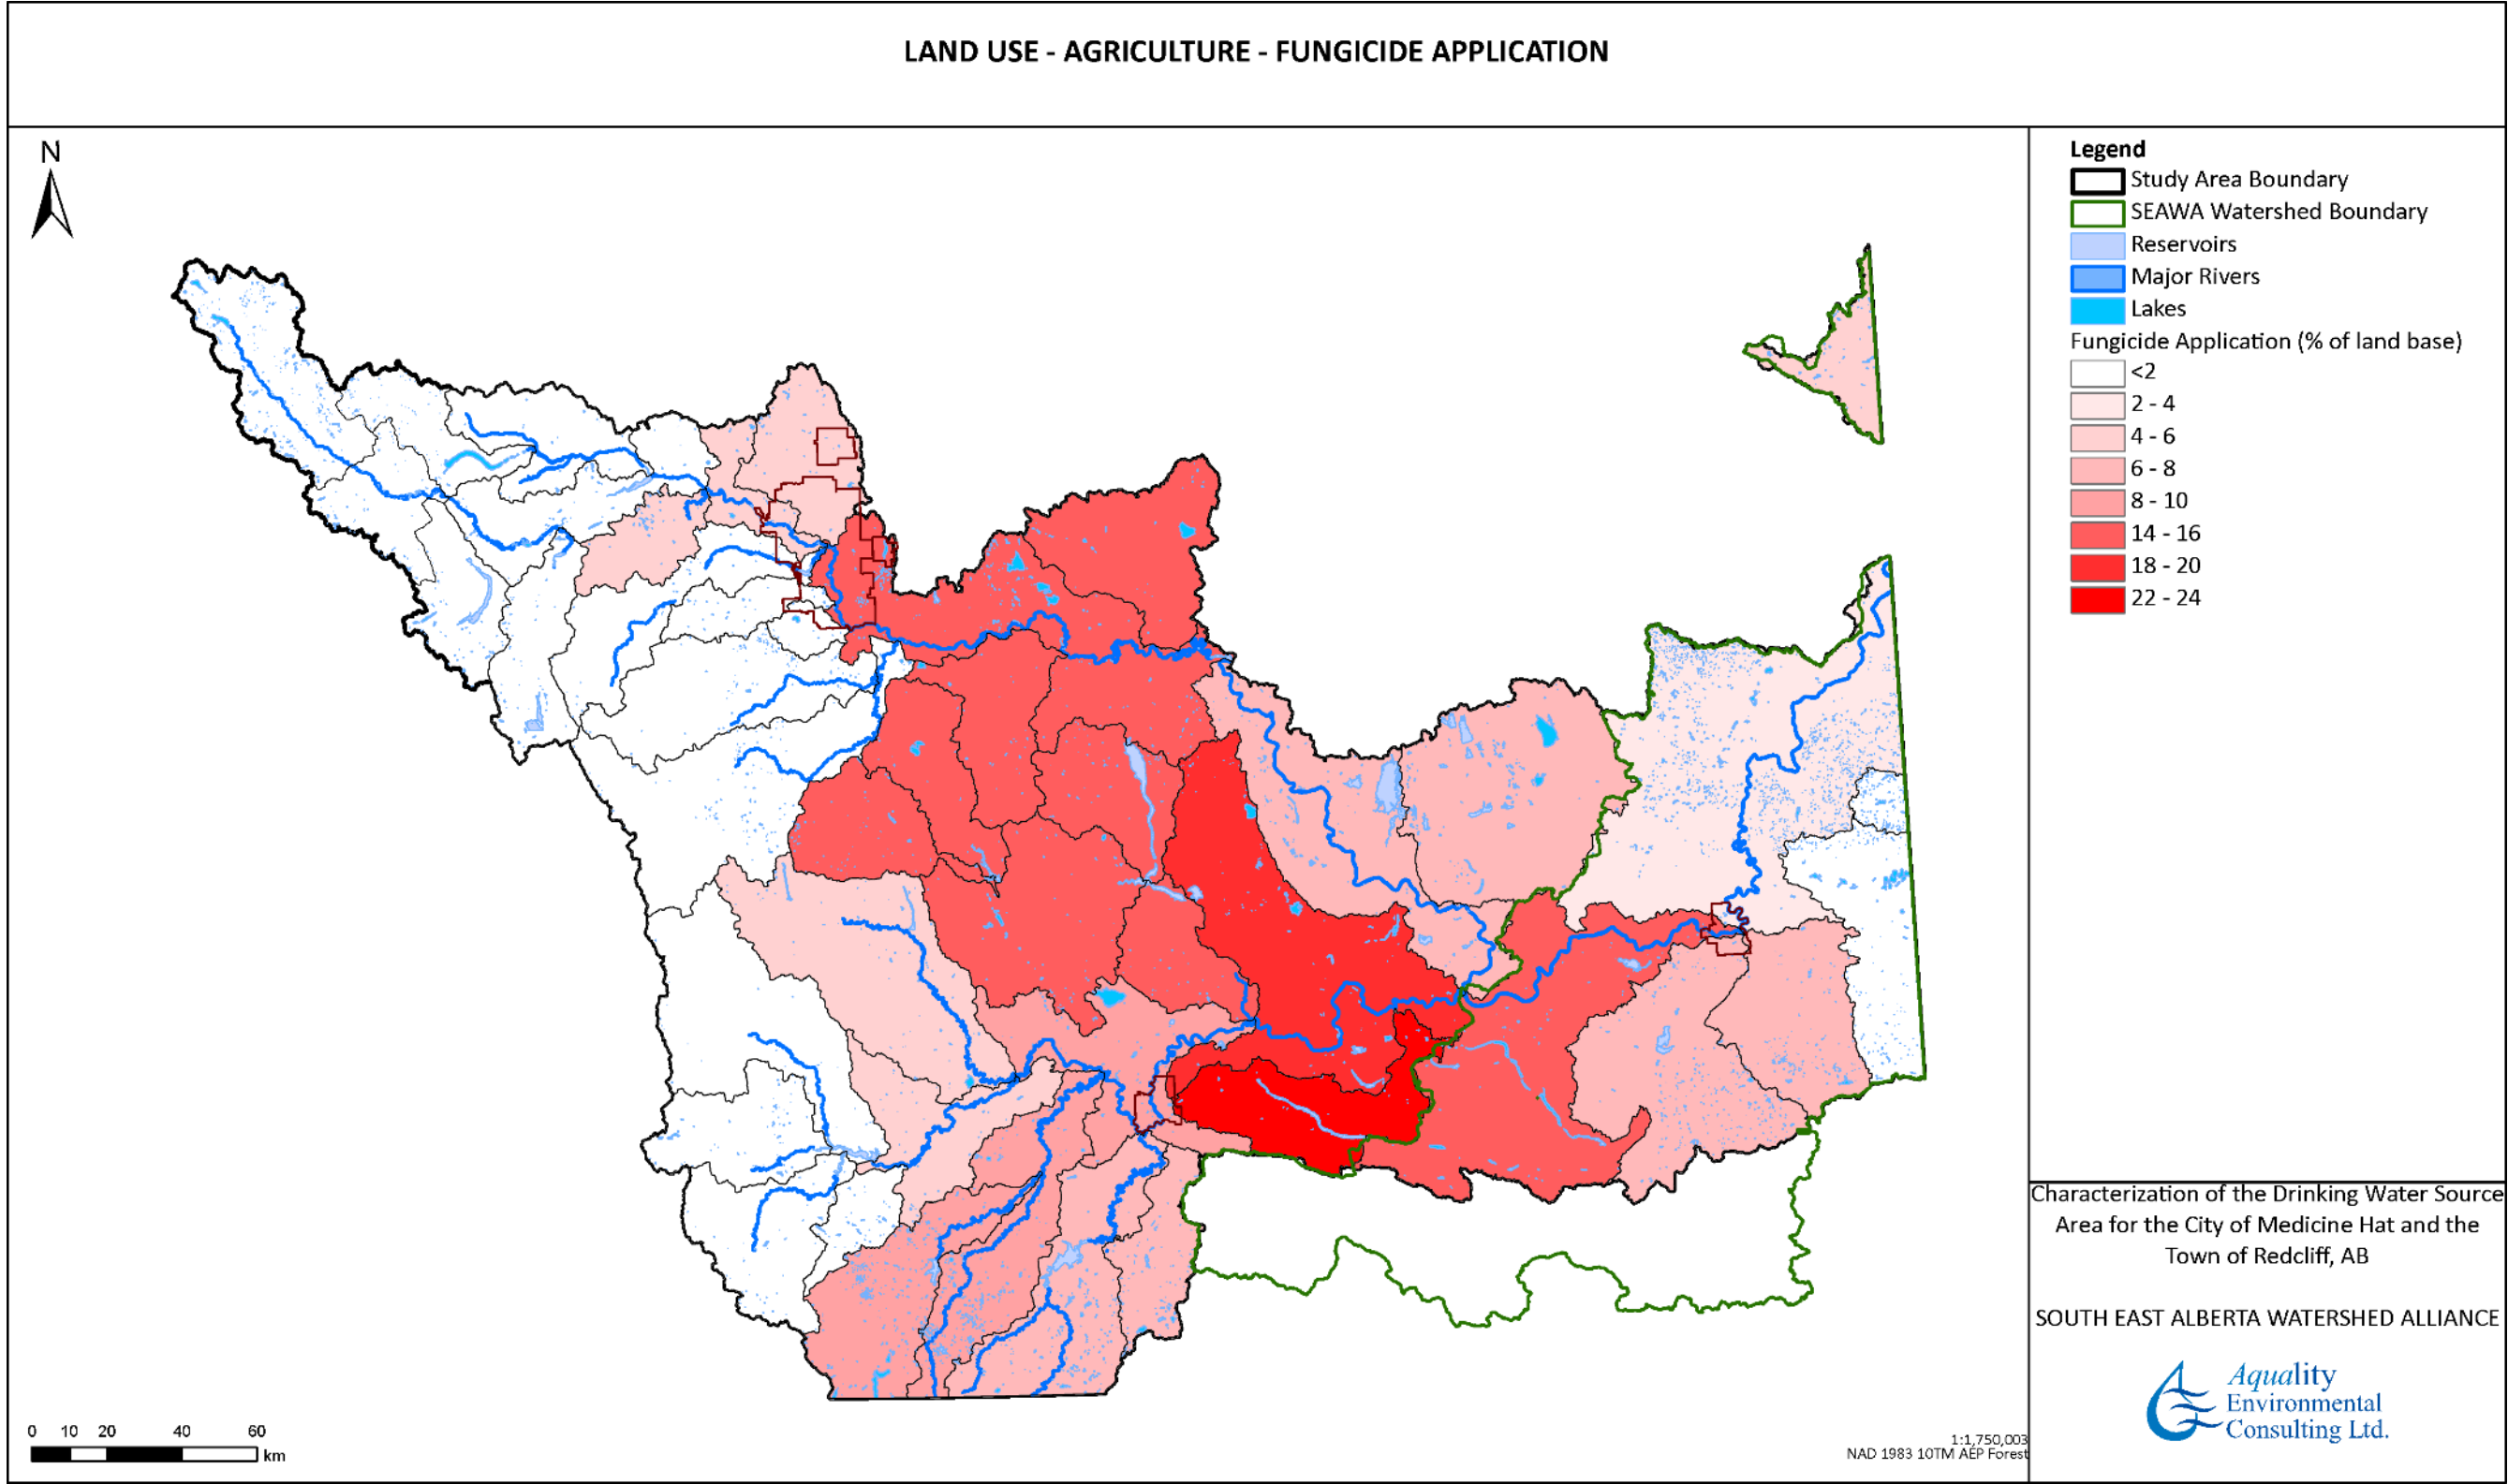 LAND USE - AGRICULTURE - FUNGICIDE APPLICATION
N
Legend
Study Area Boundary
SEAWA Watershed Boundary
Reservoirs
Major Rivers
Lakes
Fungicide Application (% of land base)
<2
2 - 4
4 - 6
6 - 8
8 - 10
14 - 16
18 - 20
22 - 24
Characterization of the Drinking Water Source
Area for the City of Medicine Hat and the
Town of Redcliff, AB
SOUTH EAST ALBERTA WATERSHED ALLIANCE
Aquality
Environmental
Consulting Ltd.
0 10 20 40 60
km
1:1,750,003
NAD 1983 10TM AEP Forest